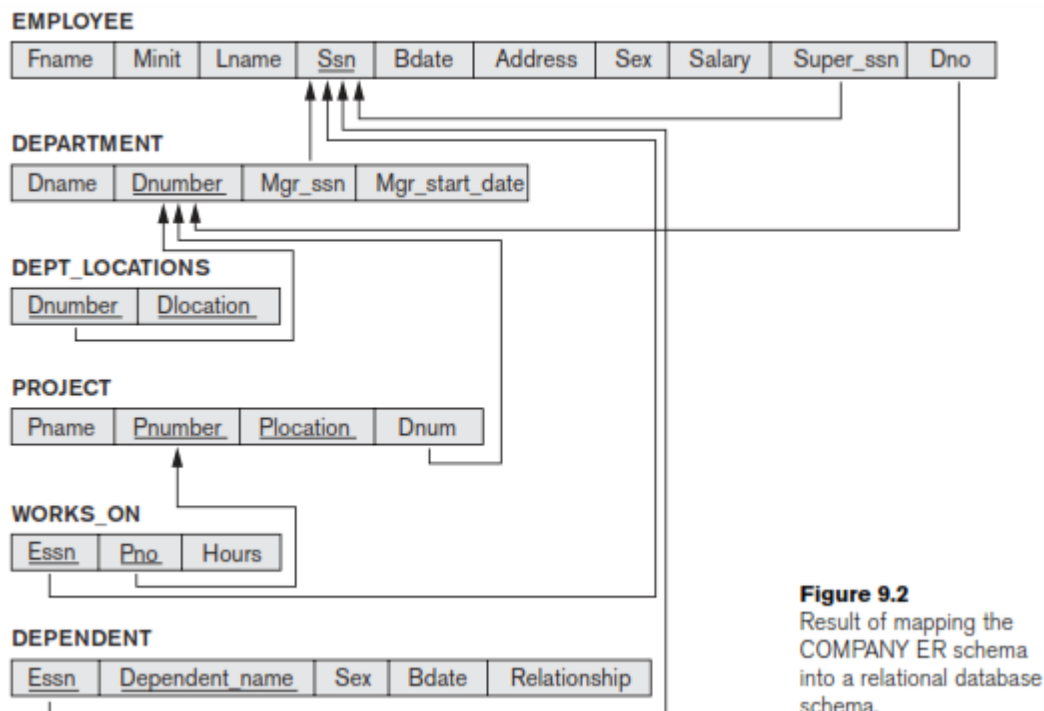 EMPLOYEE
Fname Minit Lname Ssn Bdate Address Sex Salary Super_ssn Dno
DEPARTMENT
Dname Dnumber Mgr_ssn Mgr_start_date
DEPT_LOCATIONS
Dnumber Dlocation
PROJECT
Pname Pnumber Plocation Dnum
WORKS_ON
Essn Pno Hours
DEPENDENT
Essn Dependent_name Sex Bdate Relationship
Figure 9.2
Result of mapping the
COMPANY ER schema
into a relational database
schema.